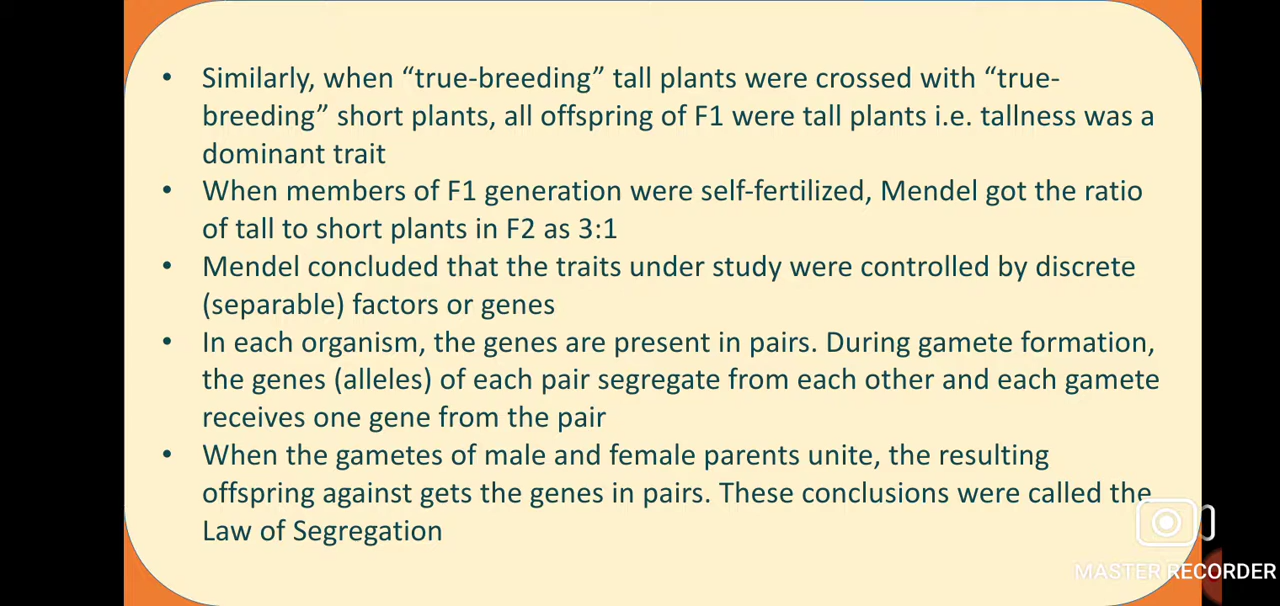 • Similarly, when “true-breeding” tall plants were crossed with “true-
breeding” short plants, all offspring of F1 were tall plants i.e. tallness was a
dominant trait
• When members of F1 generation were self-fertilized, Mendel got the ratio
of tall to short plants in F2 as 3:1
• Mendel concluded that the traits under study were controlled by discrete
(separable) factors or genes
• In each organism, the genes are present in pairs. During gamete formation,
the genes (alleles) of each pair segregate from each other and each gamete
receives one gene from the pair
• When the gametes of male and female parents unite, the resulting
offspring against gets the genes in pairs. These conclusions were called the
Law of Segregation
MASTER RECORDER